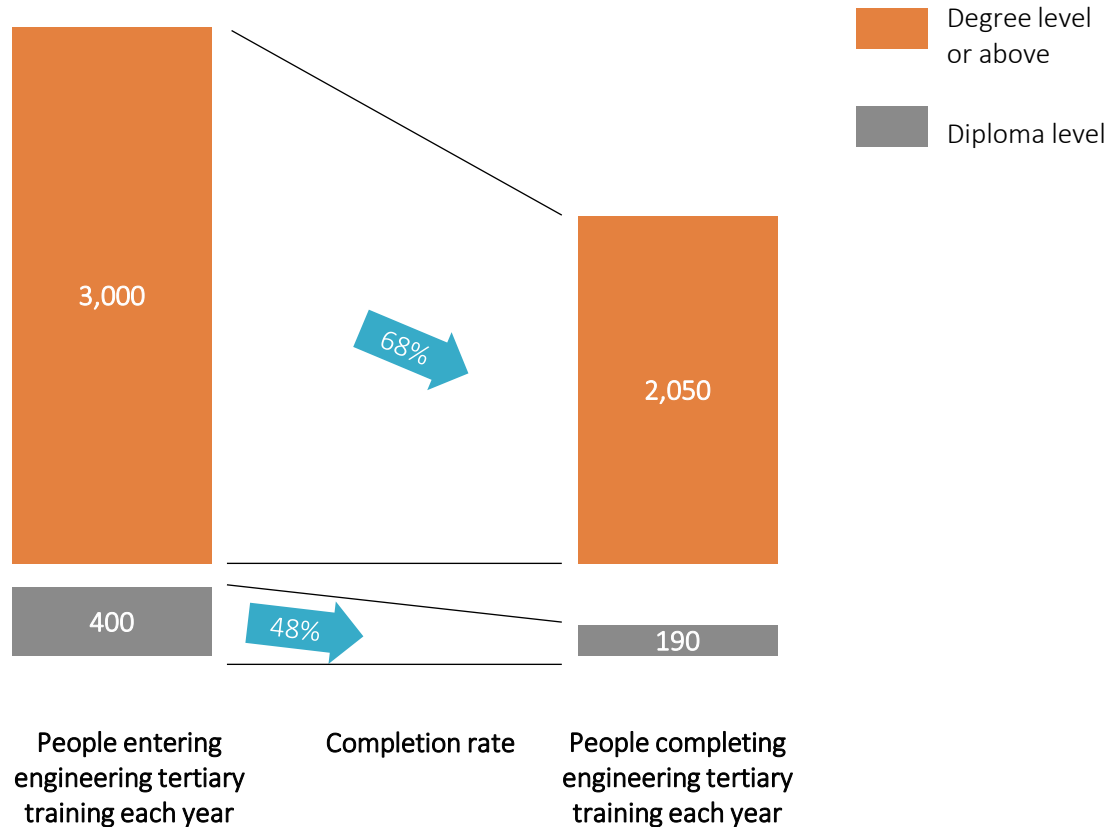 Degree level
or above
Diploma level
3,000
68%
2,050
400
48%
190
People entering
engineering tertiary
training each year
Completion rate
People completing
engineering tertiary
training each year